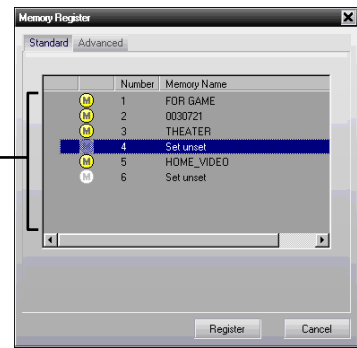 Memory Register
Standard Advanced
Number Memory Name
M 1 FOR GAME
M 2 0030721
M 3 THEATER
M 4 Set unset
M 5 HOME_VIDEO
M 6 Set unset
Register Cancel